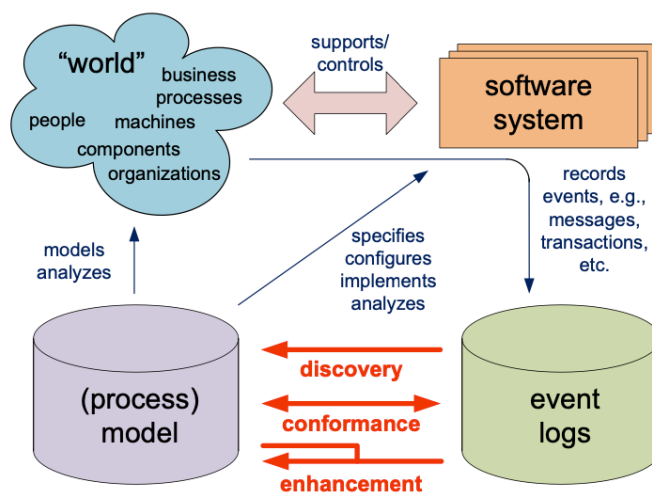 “world”
business
processes
people
machines
components
organizations
supports/
controls
software
system
records
events, e.g.,
messages,
transactions,
etc.
models
analyzes
specifies
configures
implements
analyzes
(process)
model
discovery
conformance
enhancement
event
logs